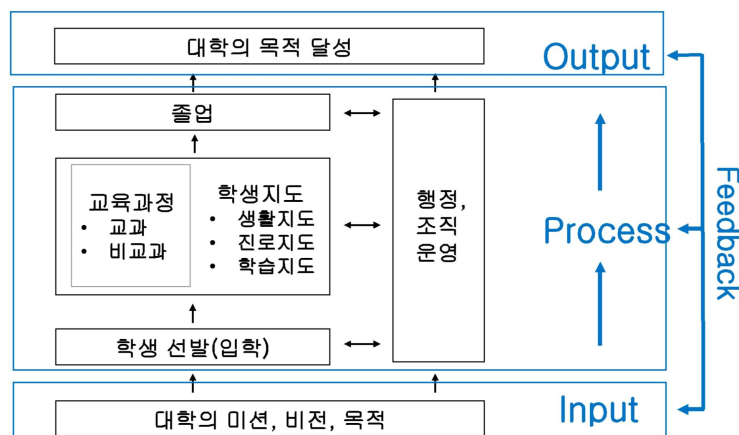 대학의 목적 달성
Output
졸업
교육과정
• 교과
• 비교과
학생지도
• 생활지도
• 진로지도
• 학습지도
행정,
조직
운영
Process
Feedback
학생 선발(입학)
대학의 미션, 비전, 목적
Input